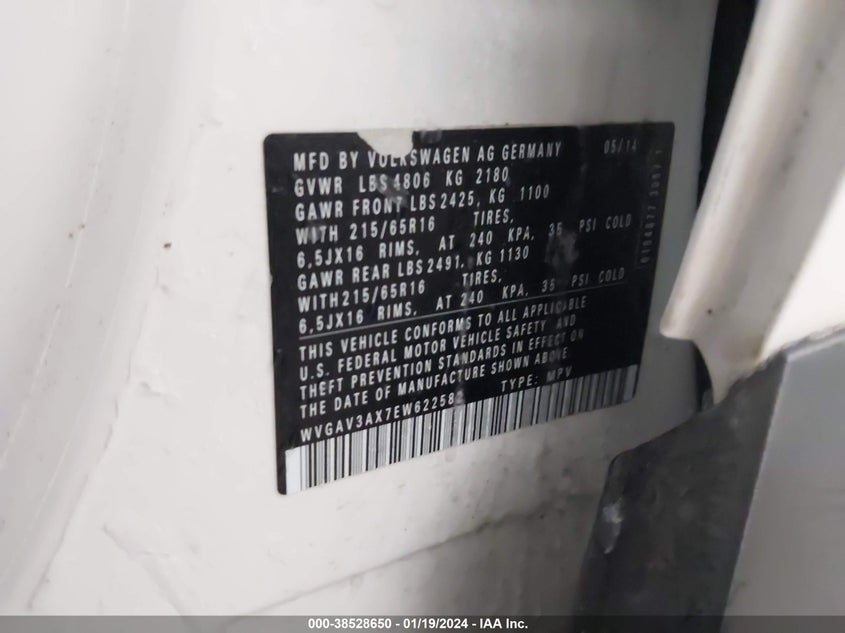 MFD BY VOLKSWAGEN AG GERMANY 05/14
GVWR LBS 4806 KG 2180
GAWR FRONT LBS 2425, KG 1100
WITH 215/65R16 TIRES,
6,5JX16 RIMS, AT 240 KPA, 35 PSI COLD
GAWR REAR LBS 2491, KG 1130
WITH 215/65R16 TIRES,
6,5JX16 RIMS, AT 240 KPA, 35 PSI COLD
THIS VEHICLE CONFORMS TO ALL APPLICABLE
U.S. FEDERAL MOTOR VEHICLE SAFETY AND
THEFT PREVENTION STANDARDS IN EFFECT ON
THE DATE OF MANUFACTURE SHOWN ABOVE
WVGAV3AX7EW622582 TYPE: MPV
000-38528650 - 01/19/2024 - IAA Inc.